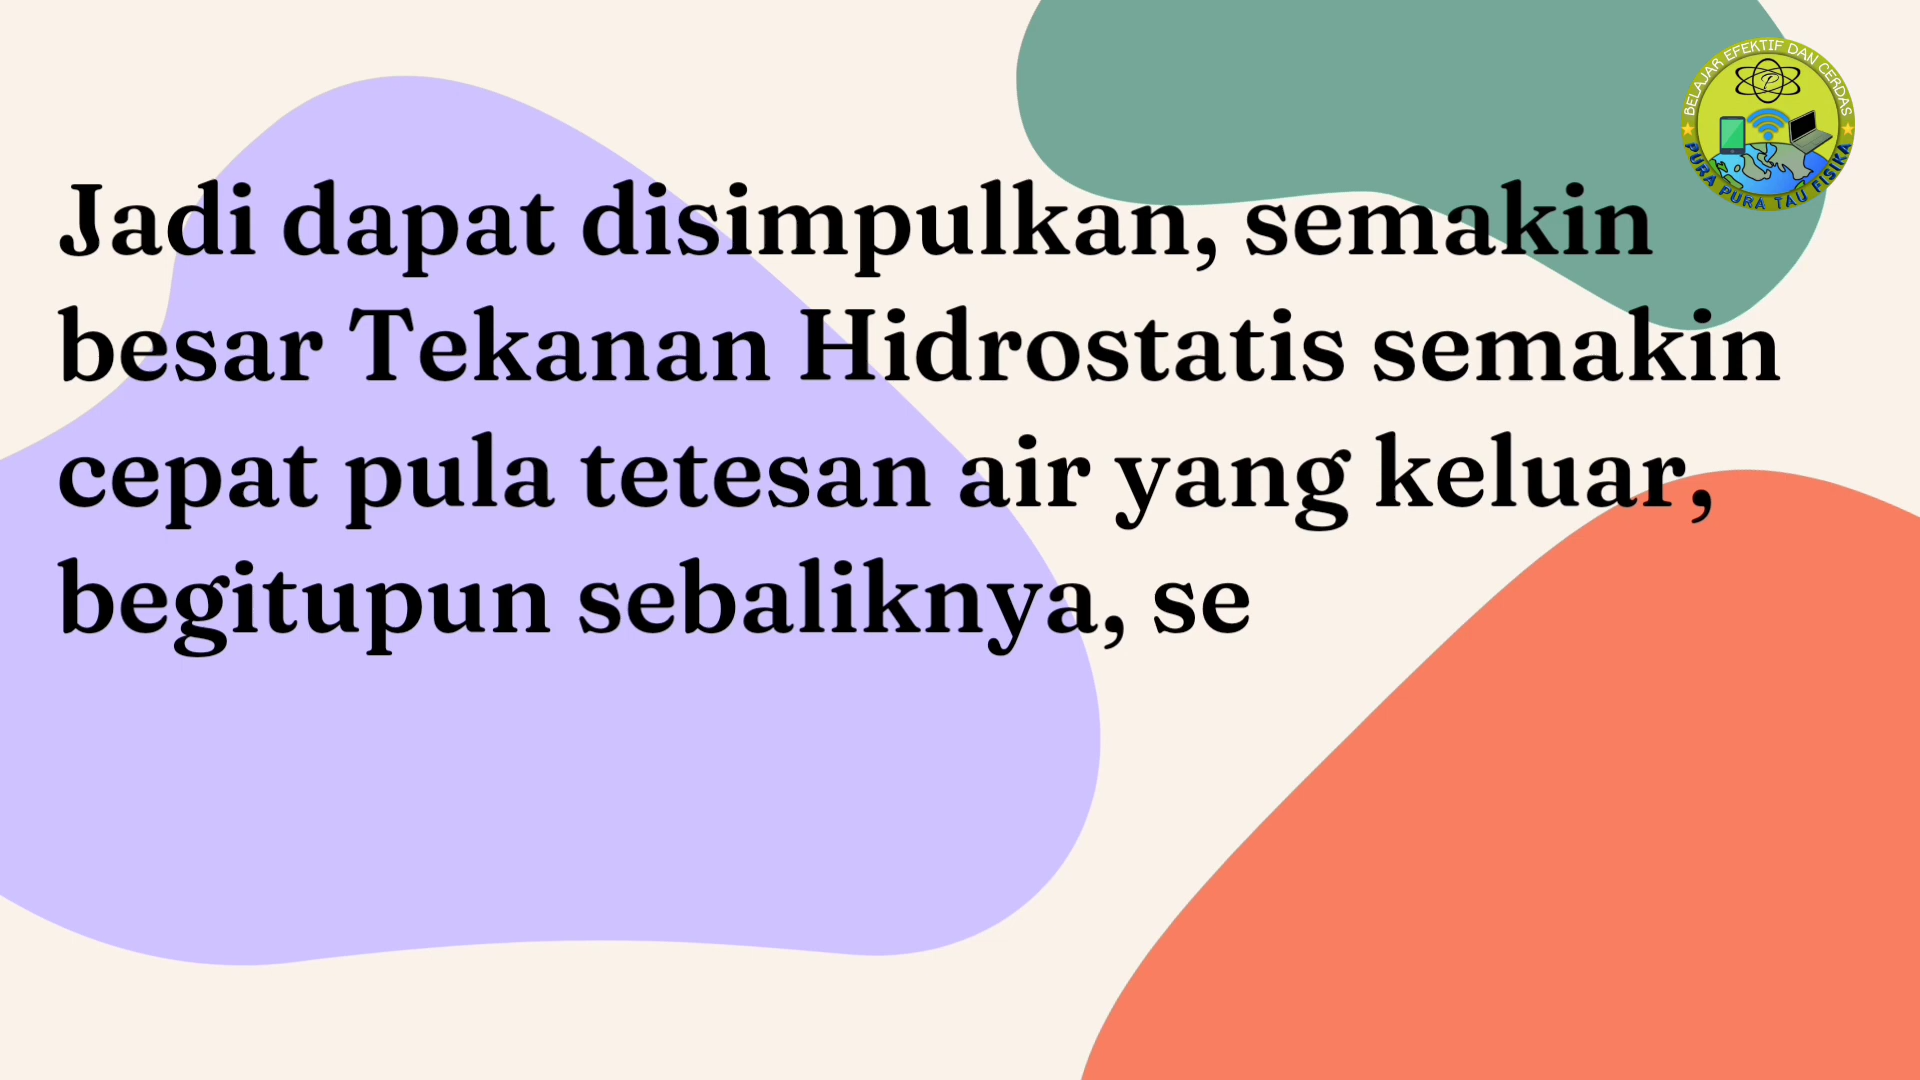 BELAJAR EFEKTIF DAN CERDAS
P
PURA PURA TAU FISIKA
Jadi dapat disimpulkan, semakin
besar Tekanan Hidrostatis semakin
cepat pula tetesan air yang keluar,
begitupun sebaliknya, se